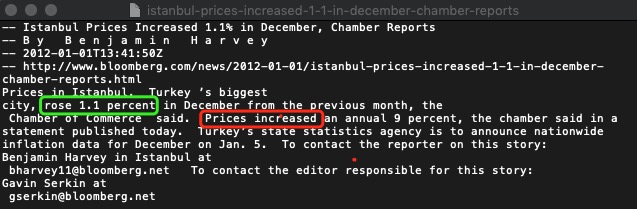 istanbul-prices-increased-1-1-in-december-chamber-reports
-- Istanbul Prices Increased 1.1% in December, Chamber Reports
-- B y   B e n j a m i n   H a r v e y
-- 2012-01-01T13:41:50Z
-- http://www.bloomberg.com/news/2012-01-01/istanbul-prices-increased-1-1-in-december-
chamber-reports.html
Prices in Istanbul.  Turkey ’s biggest
city, rose 1.1 percent in December from the previous month, the
 Chamber of Commerce  said.  Prices increased an annual 9 percent, the chamber said in a
statement published today.  Turkey’s state statistics agency is to announce nationwide
inflation data for December on Jan. 5.  To contact the reporter on this story:
Benjamin Harvey in Istanbul at
 bharvey11@bloomberg.net   To contact the editor responsible for this story:
Gavin Serkin at
 gserkin@bloomberg.net